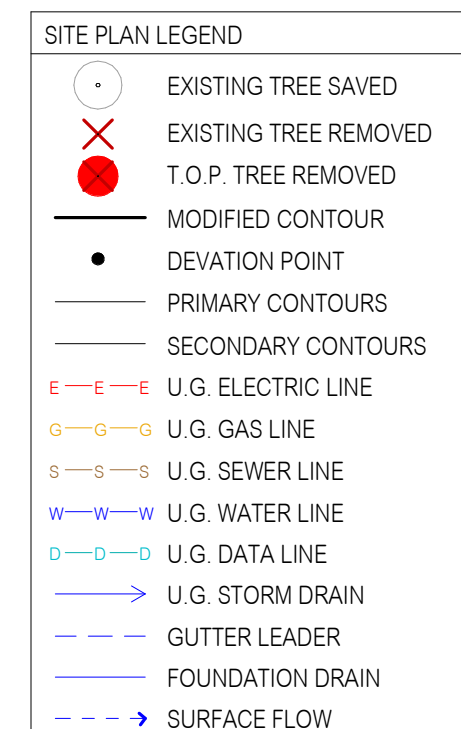 SITE PLAN LEGEND
EXISTING TREE SAVED
EXISTING TREE REMOVED
T.O.P. TREE REMOVED
MODIFIED CONTOUR
DEVATION POINT
PRIMARY CONTOURS
SECONDARY CONTOURS
E E E U.G. ELECTRIC LINE
G G G U.G. GAS LINE
S S S U.G. SEWER LINE
W W W U.G. WATER LINE
D D D U.G. DATA LINE
U.G. STORM DRAIN
GUTTER LEADER
FOUNDATION DRAIN
SURFACE FLOW